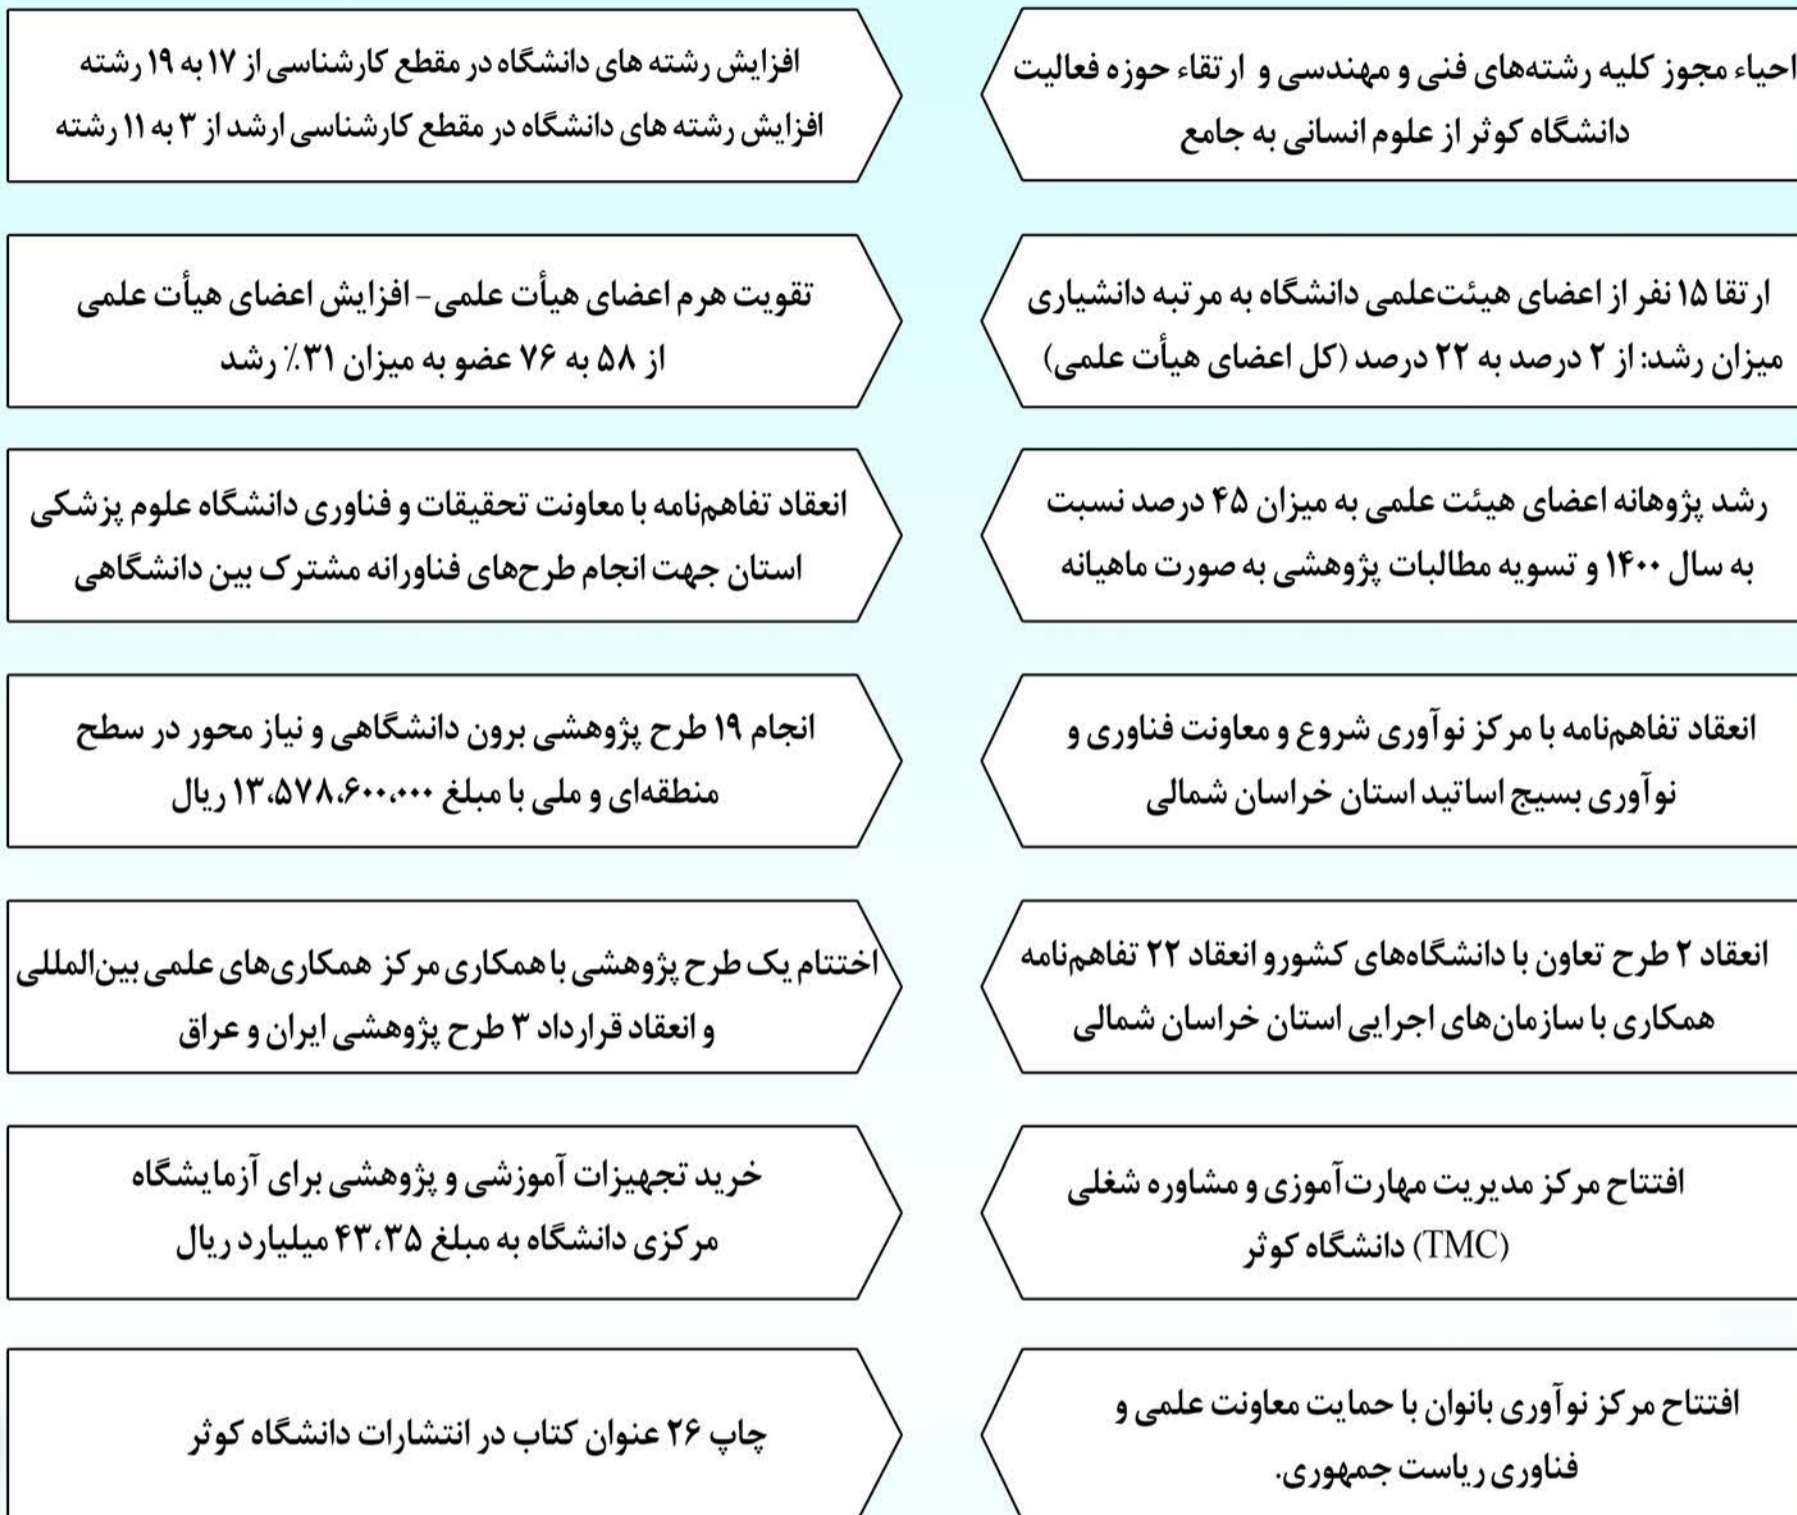 احیاء مجوز کلیه رشته‌های فنی و مهندسی و ارتقاء حوزه فعالیت
دانشگاه کوثر از علوم انسانی به جامع
افزایش رشته های دانشگاه در مقطع کارشناسی از ۱۷ به ۱۹ رشته
افزایش رشته های دانشگاه در مقطع کارشناسی ارشد از ۳ به ۱۱ رشته
ارتقا ۱۵ نفر از اعضای هیئت‌علمی دانشگاه به مرتبه دانشیاری
میزان رشد: از ۲ درصد به ۲۲ درصد (کل اعضای هیأت علمی)
تقویت هرم اعضای هیأت علمی- افزایش اعضای هیأت علمی
از ۵۸ به ۷۶ عضو به میزان ۳۱٪ رشد
رشد پژوهانه اعضای هیئت علمی به میزان ۴۵ درصد نسبت
به سال ۱۴۰۰ و تسویه مطالبات پژوهشی به صورت ماهیانه
انعقاد تفاهم‌نامه با معاونت تحقیقات و فناوری دانشگاه علوم پزشکی
استان جهت انجام طرح‌های فناورانه مشترک بین دانشگاهی
انعقاد تفاهم‌نامه با مرکز نوآوری شروع و معاونت فناوری و
نوآوری بسیج اساتید استان خراسان شمالی
انجام ۱۹ طرح پژوهشی برون دانشگاهی و نیاز محور در سطح
منطقه‌ای و ملی با مبلغ ۱۳،۵۷۸،۶۰۰،۰۰۰ ریال
انعقاد ۲ طرح تعاون با دانشگاه‌های کشورو انعقاد ۲۲ تفاهم‌نامه
همکاری با سازمان‌های اجرایی استان خراسان شمالی
اختتام یک طرح پژوهشی با همکاری مرکز همکاری‌های علمی بین‌المللی
و انعقاد قرارداد ۳ طرح پژوهشی ایران و عراق
افتتاح مرکز مدیریت مهارت‌آموزی و مشاوره شغلی
(TMC) دانشگاه کوثر
خرید تجهیزات آموزشی و پژوهشی برای آزمایشگاه
مرکزی دانشگاه به مبلغ ۴۳،۳۵ میلیارد ریال
افتتاح مرکز نوآوری بانوان با حمایت معاونت علمی و
فناوری ریاست جمهوری.
چاپ ۲۶ عنوان کتاب در انتشارات دانشگاه کوثر